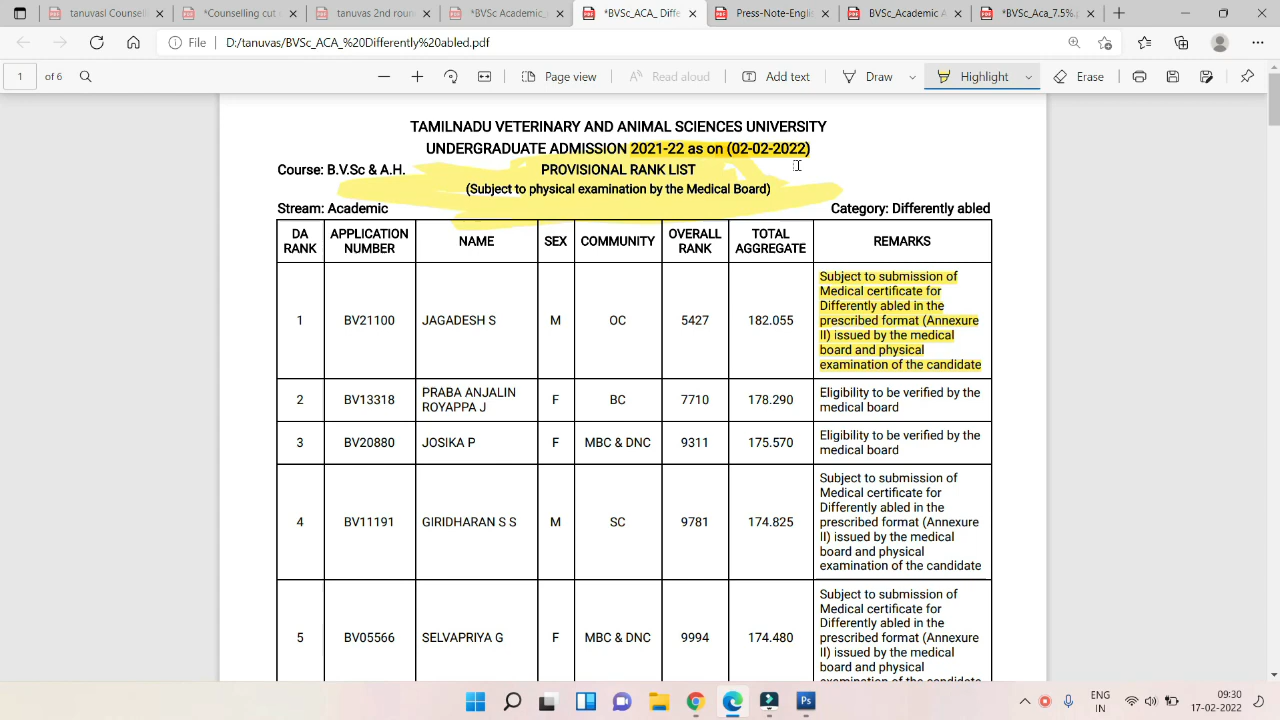 tanuvasi Counsel
*Counselling cut
tanuvas 2nd roun
*BVSc Academic_
*BVSC_ACA_Differ
Press-Note-Englis
BVSc_Academic A
*BVSc_Aca_7.5%
File
D:/tanuvas/BVSc_ACA_%20Differently%20abled.pdf
1 of 6
Page view
Read aloud
Add text
Draw
Highlight
Erase
TAMILNADU VETERINARY AND ANIMAL SCIENCES UNIVERSITY
UNDERGRADUATE ADMISSION 2021-22 as on (02-02-2022)
Course: B.V.Sc & A.H. PROVISIONAL RANK LIST
(Subject to physical examination by the Medical Board)
Stream: Academic Category: Differently abled
DA RANK
APPLICATION NUMBER
NAME
SEX
COMMUNITY
OVERALL RANK
TOTAL AGGREGATE
REMARKS
1 BV21100 JAGADESH S M OC 5427 182.055
Subject to submission of
Medical certificate for
Differently abled in the
prescribed format (Annexure
II) issued by the medical
board and physical
examination of the candidate
2 BV13318 PRABA ANJALIN ROYAPPA J F BC 7710 178.290
Eligibility to be verified by the
medical board
3 BV20880 JOSIKA P F MBC & DNC 9311 175.570
Eligibility to be verified by the
medical board
4 BV11191 GIRIDHARAN S S M SC 9781 174.825
Subject to submission of
Medical certificate for
Differently abled in the
prescribed format (Annexure
II) issued by the medical
board and physical
examination of the candidate
5 BV05566 SELVAPRIYA G F MBC & DNC 9994 174.480
Subject to submission of
Medical certificate for
Differently abled in the
prescribed format (Annexure
II) issued by the medical
board and physical
examination of the candidate
ENG
IN
09:30
17-02-2022